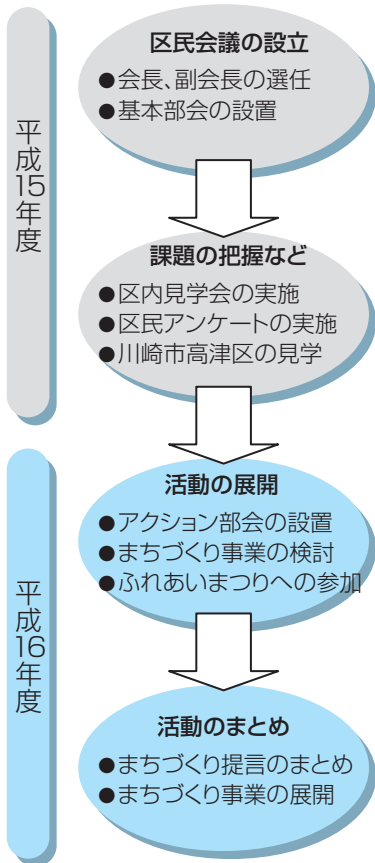 平成15年度
区民会議の設立
●会長、副会長の選任
●基本部会の設置
課題の把握など
●区内見学会の実施
●区民アンケートの実施
●川崎市高津区の見学
平成16年度
活動の展開
●アクション部会の設置
●まちづくり事業の検討
●ふれあいまつりへの参加
活動のまとめ
●まちづくり提言のまとめ
●まちづくり事業の展開